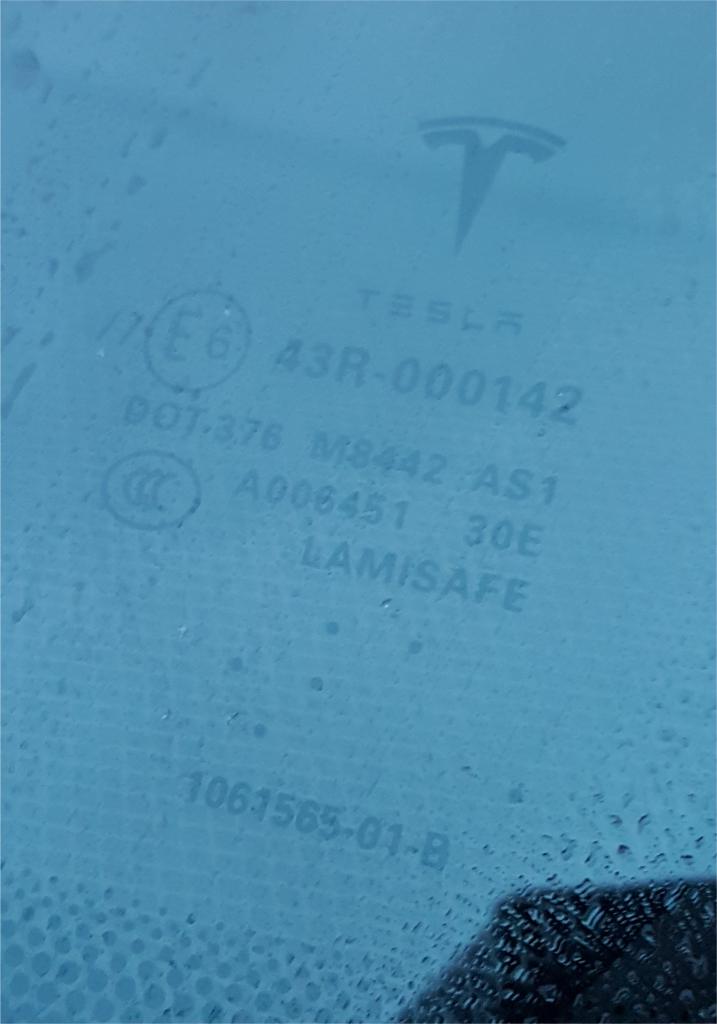 TESLA
E6 43R-000142
DOT.376 M8442 AS1
CCC A006451 30E
LAMISAFE
1061565-01-B